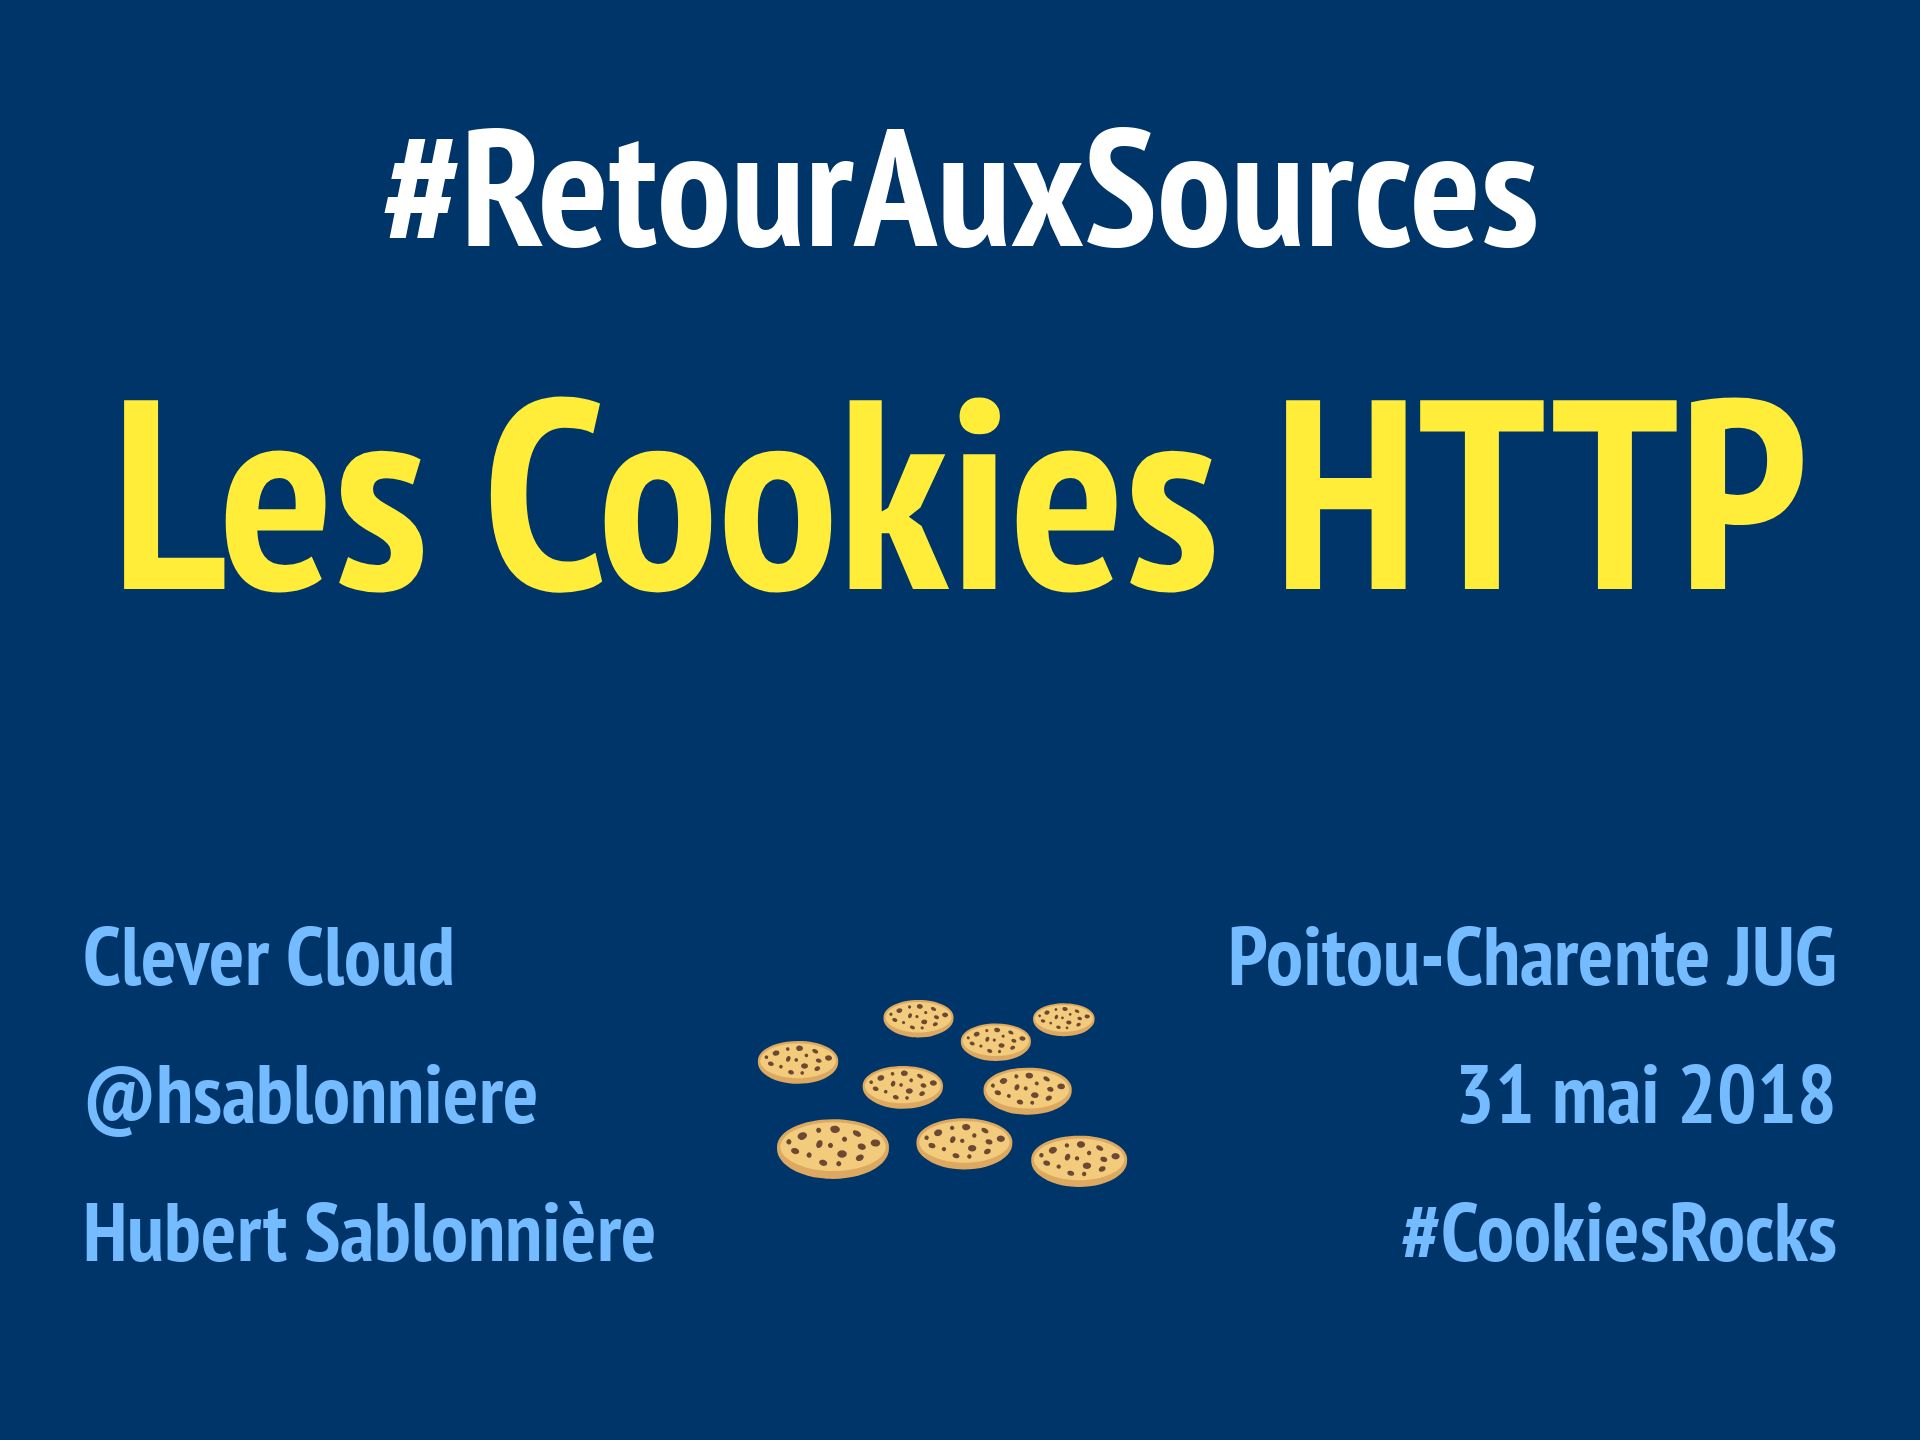 #RetourAuxSources
Les Cookies HTTP
Clever Cloud
@hsablonniere
Hubert Sablonnière
Poitou-Charente JUG
31 mai 2018
#CookiesRocks